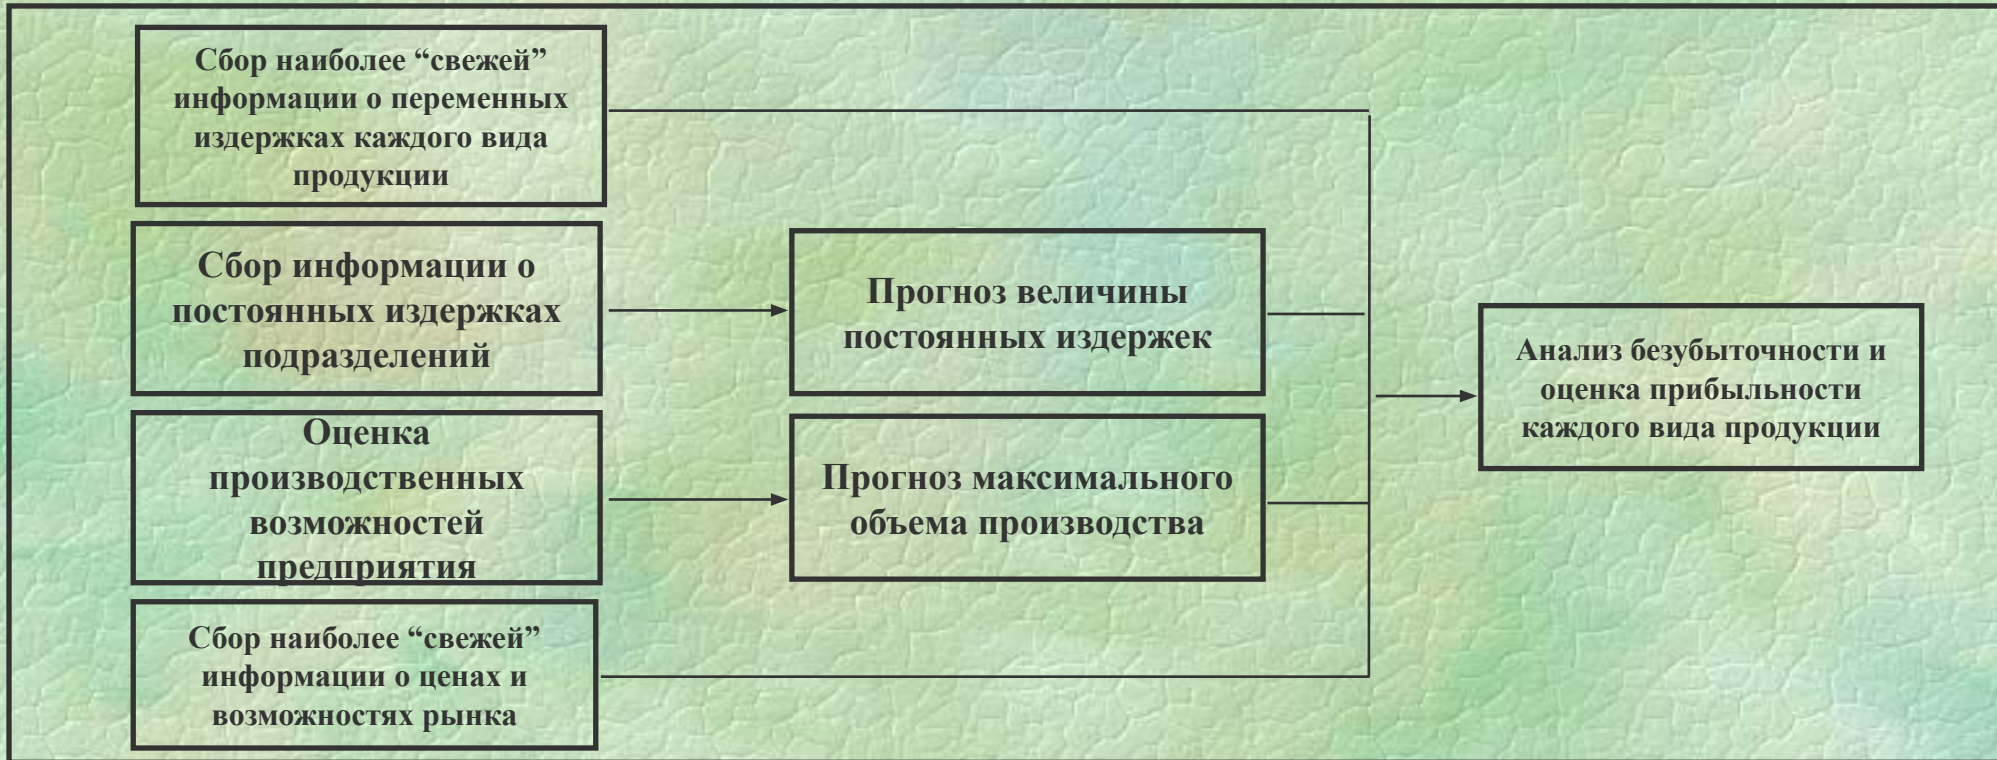 Сбор наиболее “свежей”
информации о переменных
издержках каждого вида
продукции
Сбор информации о
постоянных издержках
подразделений
Прогноз величины
постоянных издержек
Оценка
производственных
возможностей
предприятия
Прогноз максимального
объема производства
Сбор наиболее “свежей”
информации о ценах и
возможностях рынка
Анализ безубыточности и
оценка прибыльности
каждого вида продукции